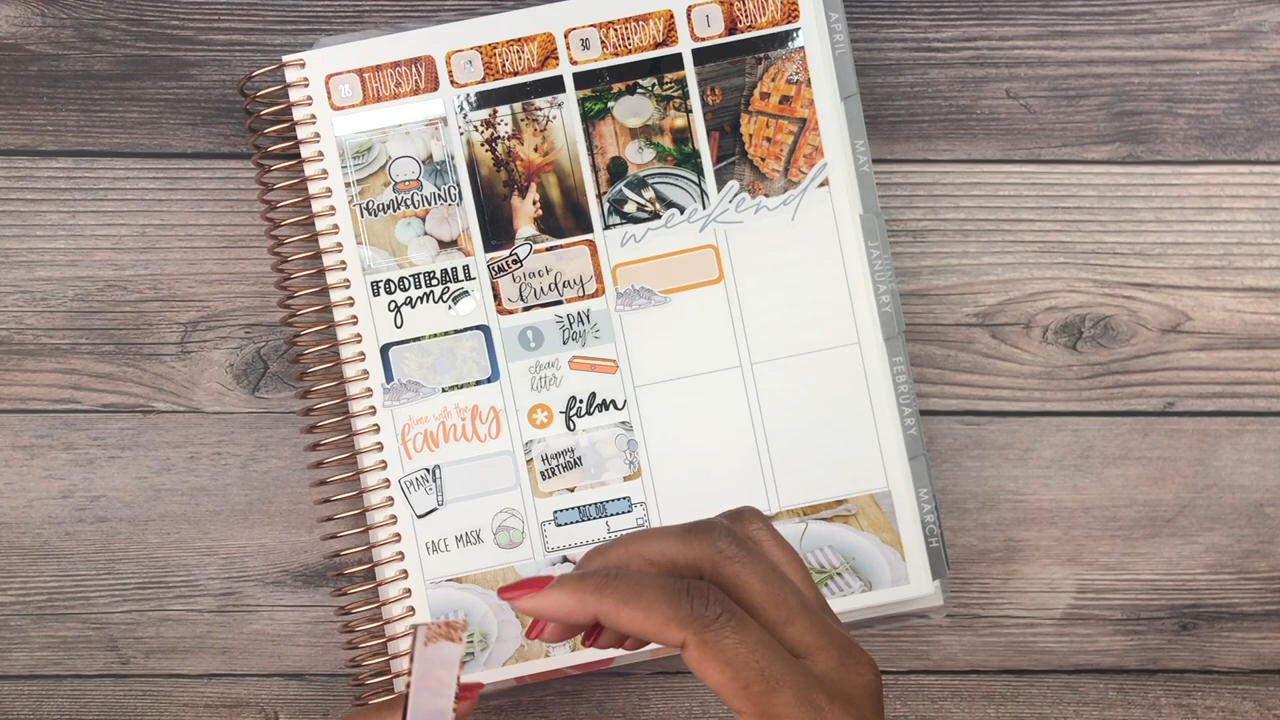 28 THURSDAY
FRIDAY
30 SATURDAY
1 SUNDAY
THANKSGIVING
weekend
FOOTBALL
game
SALE
black
friday
PAY
Day
clean
litter
film
time with the
family
Happy
BIRTHDAY
PLAN
BILL DUE
$
FACE MASK
APRIL
MAY
JANUARY
FEBRUARY
MARCH